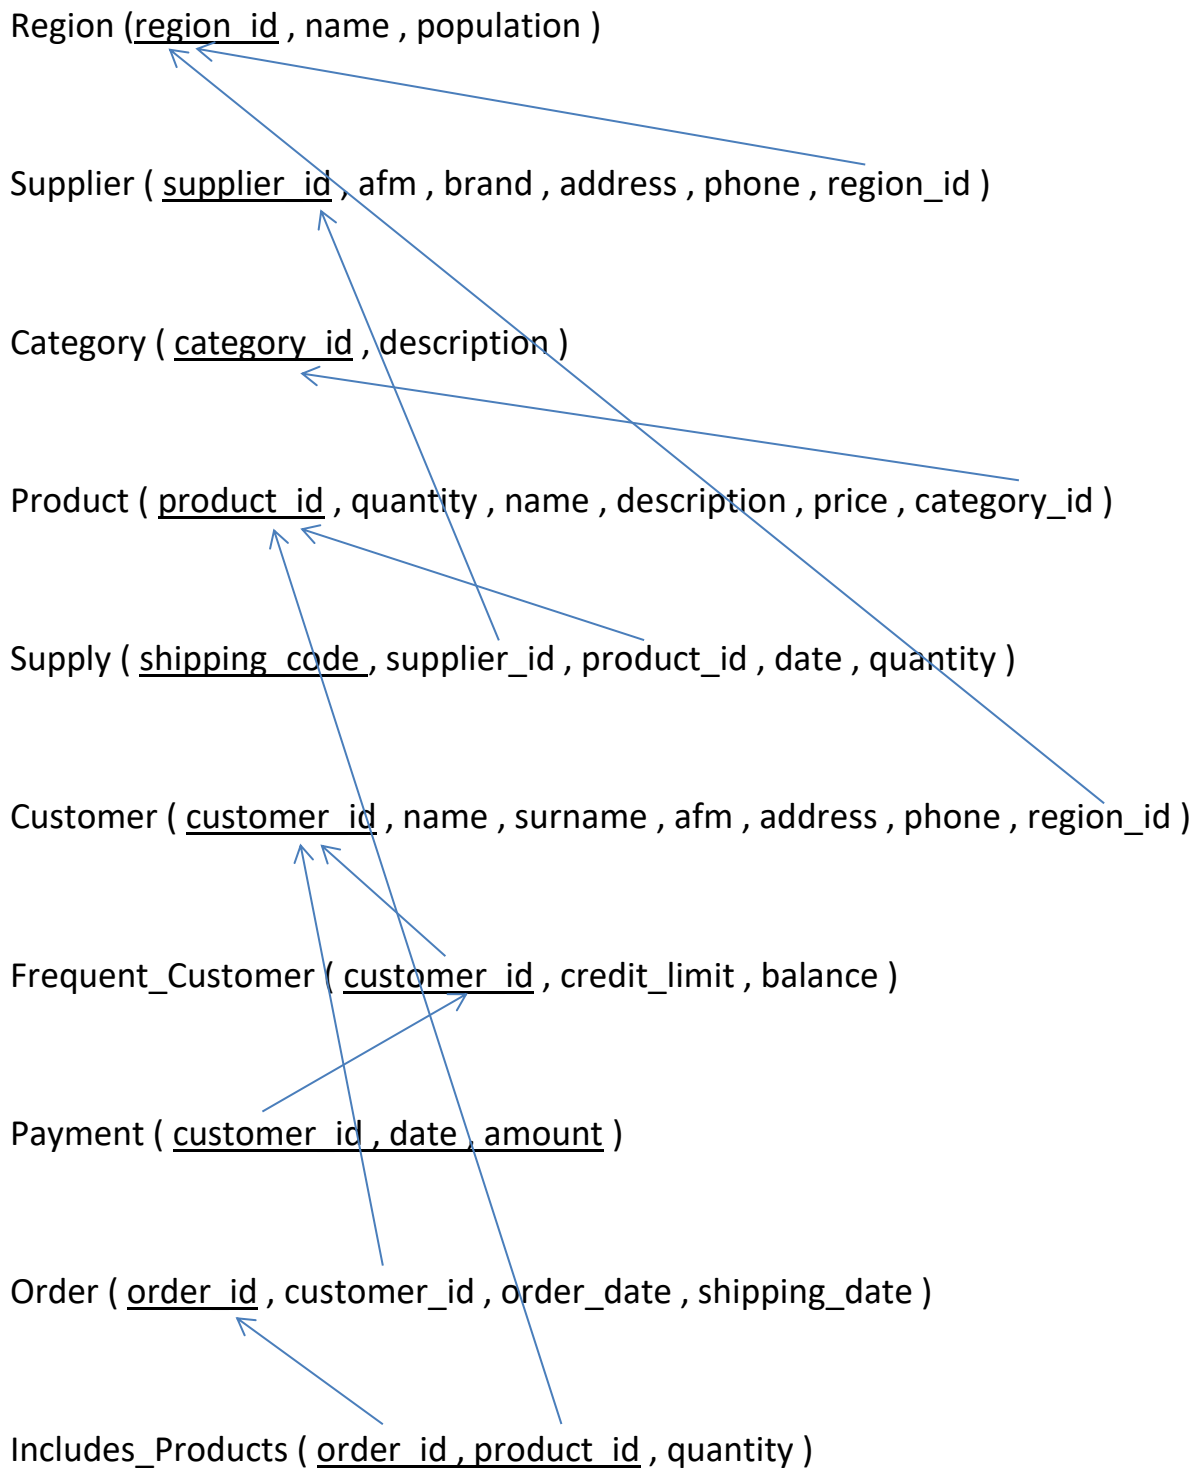 Region (region_id , name , population )
Supplier ( supplier_id , afm , brand , address , phone , region_id )
Category ( category_id , description )
Product ( product_id , quantity , name , description , price , category_id )
Supply ( shipping_code , supplier_id , product_id , date , quantity )
Customer ( customer_id , name , surname , afm , address , phone , region_id )
Frequent_Customer ( customer_id , credit_limit , balance )
Payment ( customer_id , date , amount )
Order ( order_id , customer_id , order_date , shipping_date )
Includes_Products ( order_id , product_id , quantity )